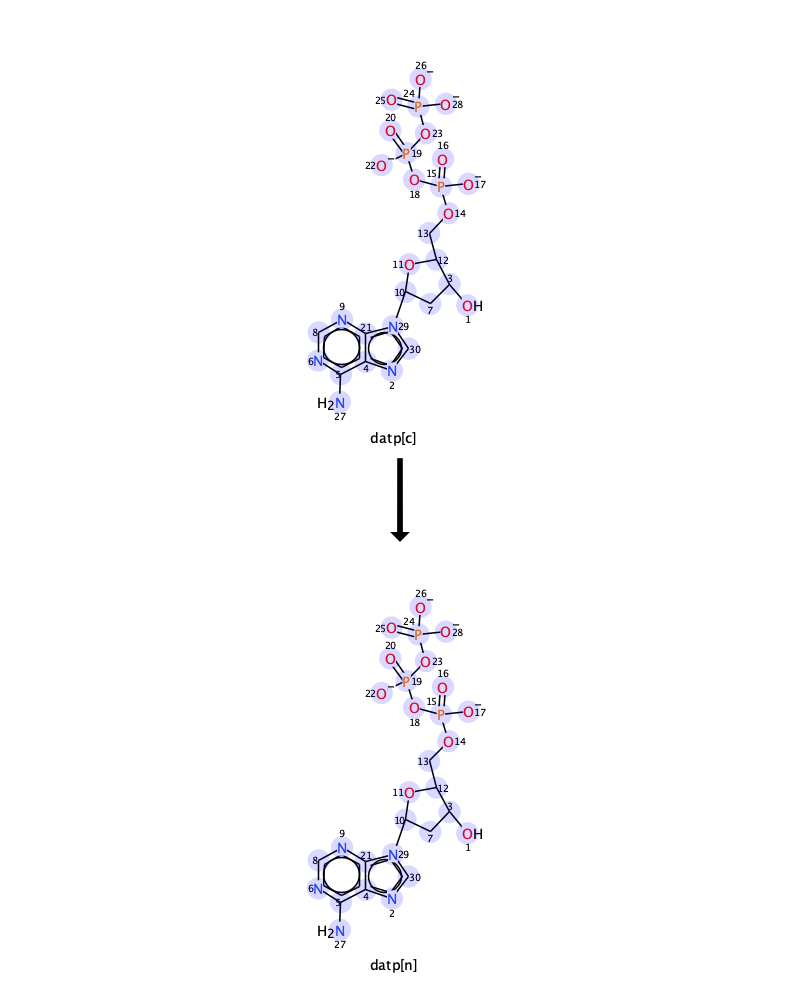 26
O−
25 O 24 P O− 28
20
O O 23
16
P 19 O
22 O− 15
O P O− 17
18
O 14
13
11 O 12
3
10 OH
7 1
9
N 21 N 29
8
6 N 30
5 4 N
2
H2N
27
datp[c]
26
O−
25 O 24 P O− 28
20
O O 23
16
P 19 O
22 O− 15
O P O− 17
18
O 14
13
11 O 12
3
10 OH
7 1
9
N 21 N 29
8
6 N 30
5 4 N
2
H2N
27
datp[n]